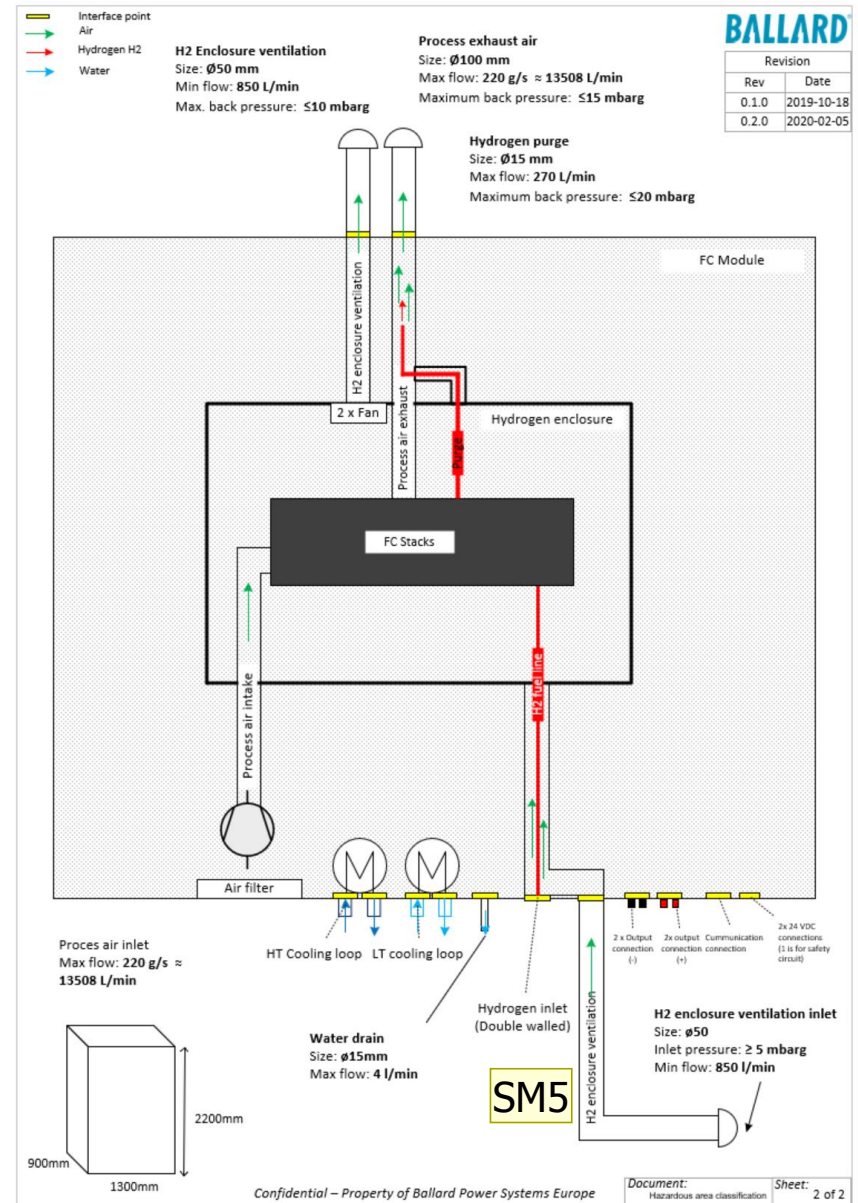 Interface point
Air
Hydrogen H2
Water
H2 Enclosure ventilation
Size: Ø50 mm
Min flow: 850 L/min
Max. back pressure: ≤10 mbarg
Process exhaust air
Size: Ø100 mm
Max flow: 220 g/s ≈ 13508 L/min
Maximum back pressure: ≤15 mbarg
BALLARD
Revision
Rev Date
0.1.0 2019-10-18
0.2.0 2020-02-05
Hydrogen purge
Size: Ø15 mm
Max flow: 270 L/min
Maximum back pressure: ≤20 mbarg
FC Module
H2 enclosure ventilation
Process air exhaust
2 x Fan
Hydrogen enclosure
Purge
FC Stacks
Process air intake
H2 fuel line
Air filter
HT Cooling loop
LT cooling loop
2 x Output
connection
(-)
2x output
connection
(+)
Cummunication
connection
2x 24 VDC
connections
(1 is for safety
circuit)
Proces air inlet
Max flow: 220 g/s ≈
13508 L/min
Hydrogen inlet
(Double walled)
Water drain
Size: ø15mm
Max flow: 4 l/min
SM5
H2 enclosure ventilation
H2 enclosure ventilation inlet
Size: ø50
Inlet pressure: ≥ 5 mbarg
Min flow: 850 l/min
2200mm
900mm
1300mm
Confidential – Property of Ballard Power Systems Europe
Document:
Hazardous area classification
Sheet:
2 of 2